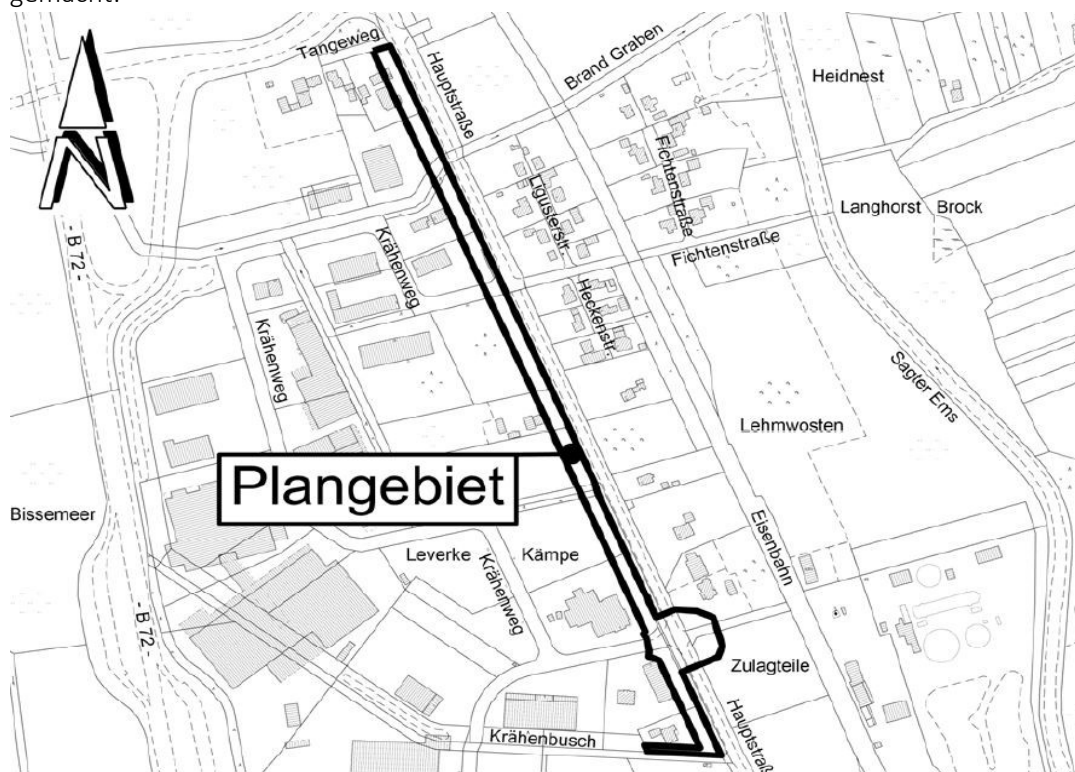 gemacht.
Tangeweg
Hauptstraße
Brand Graben
Heidnest
Fichtenstraße
Ligusterstr.
Langhorst Brock
Fichtenstraße
- B 72 -
Krähenweg
Heckenstr.
Krähenweg
Sagter Ems
Lehmwosten
Plangebiet
Bissemeer
Leverke Kämpe
Krähenweg
Eisenbahn
- B 72 -
Zulagteile
Hauptstraße
Krähenbusch
N